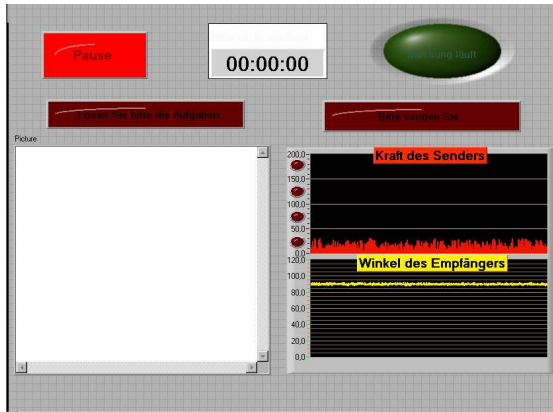 Pause
00:00:00
Messung läuft
Lösen Sie bitte die Aufgaben
Bitte senden Sie
Picture
Kraft des Senders
200,0
150,0
100,0
50,0
0,0
Winkel des Empfängers
120,0
100,0
80,0
60,0
40,0
20,0
0,0